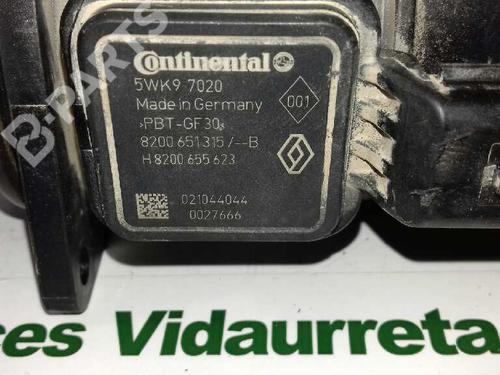 B-PARTS
Continental
5WK9 7020
Made in Germany
001
>PBT-GF30<
8200 651 315 /--B
H 8200 655 623
021044044
0027666
ces Vidaurreta